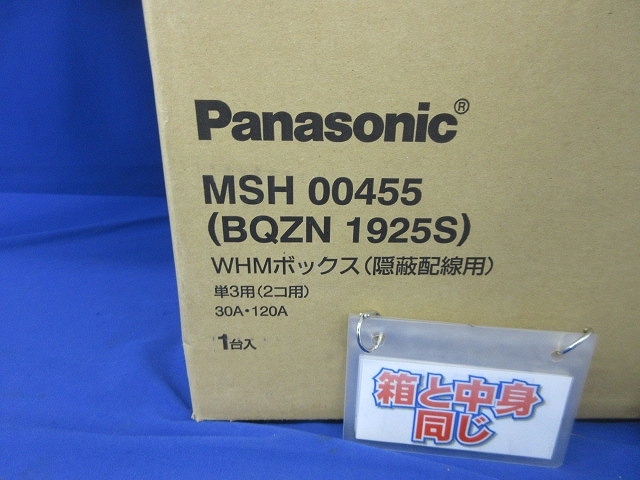 Panasonic®
MSH 00455
(BQZN 1925S)
WHMボックス(隠蔽配線用)
単3用(2コ用)
30A・120A
1台入
箱と中身
同じ